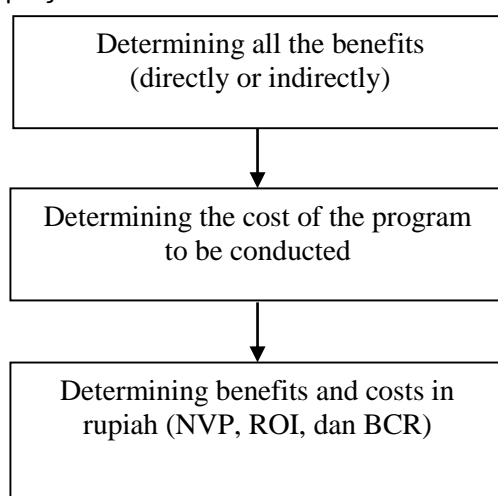 Determining all the benefits
(directly or indirectly)
Determining the cost of the program
to be conducted
Determining benefits and costs in
rupiah (NVP, ROI, dan BCR)